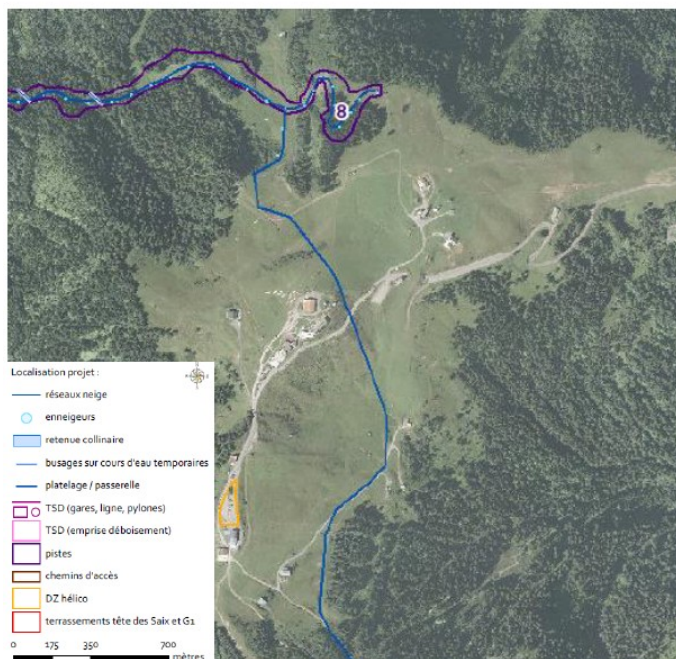 8
Localisation projet :
réseaux neige
enneigeurs
retenue collinaire
busages sur cours d'eau temporaires
platelage / passerelle
TSD (gares, ligne, pylones)
TSD (emprise déboisement)
pistes
chemins d'accès
DZ hélico
terrassements tête des Saix et G1
0 175 350 700
mètres